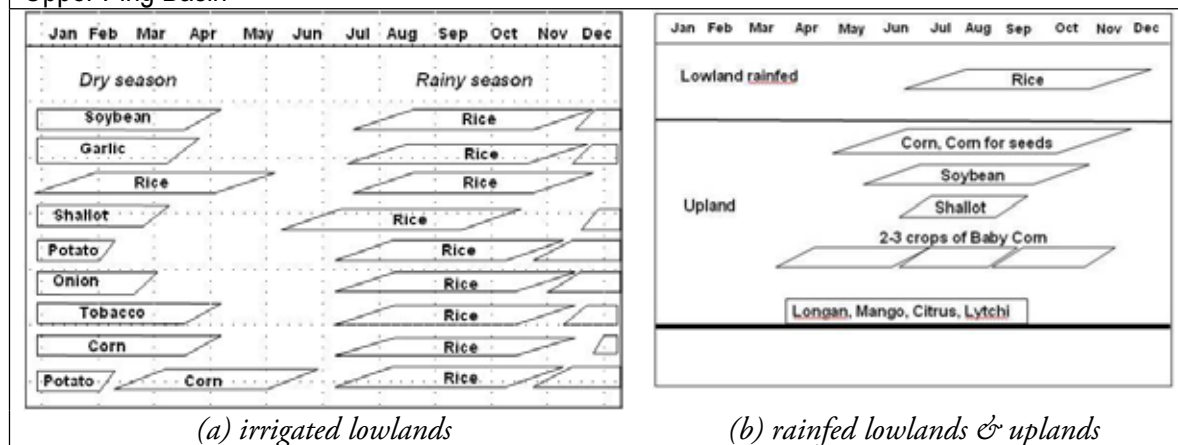 Upper Ping Basin
Jan Feb Mar Apr May Jun Jul Aug Sep Oct Nov Dec
Dry season Rainy season
Soybean Rice
Garlic Rice
Rice Rice
Shallot Rice
Potato Rice
Onion Rice
Tobacco Rice
Corn Rice
Potato Corn Rice
(a) irrigated lowlands
Jan Feb Mar Apr May Jun Jul Aug Sep Oct Nov Dec
Lowland rainfed Rice
Corn, Corn for seeds
Soybean
Upland Shallot
2-3 crops of Baby Corn
Longan, Mango, Citrus, Lytchi
(b) rainfed lowlands & uplands